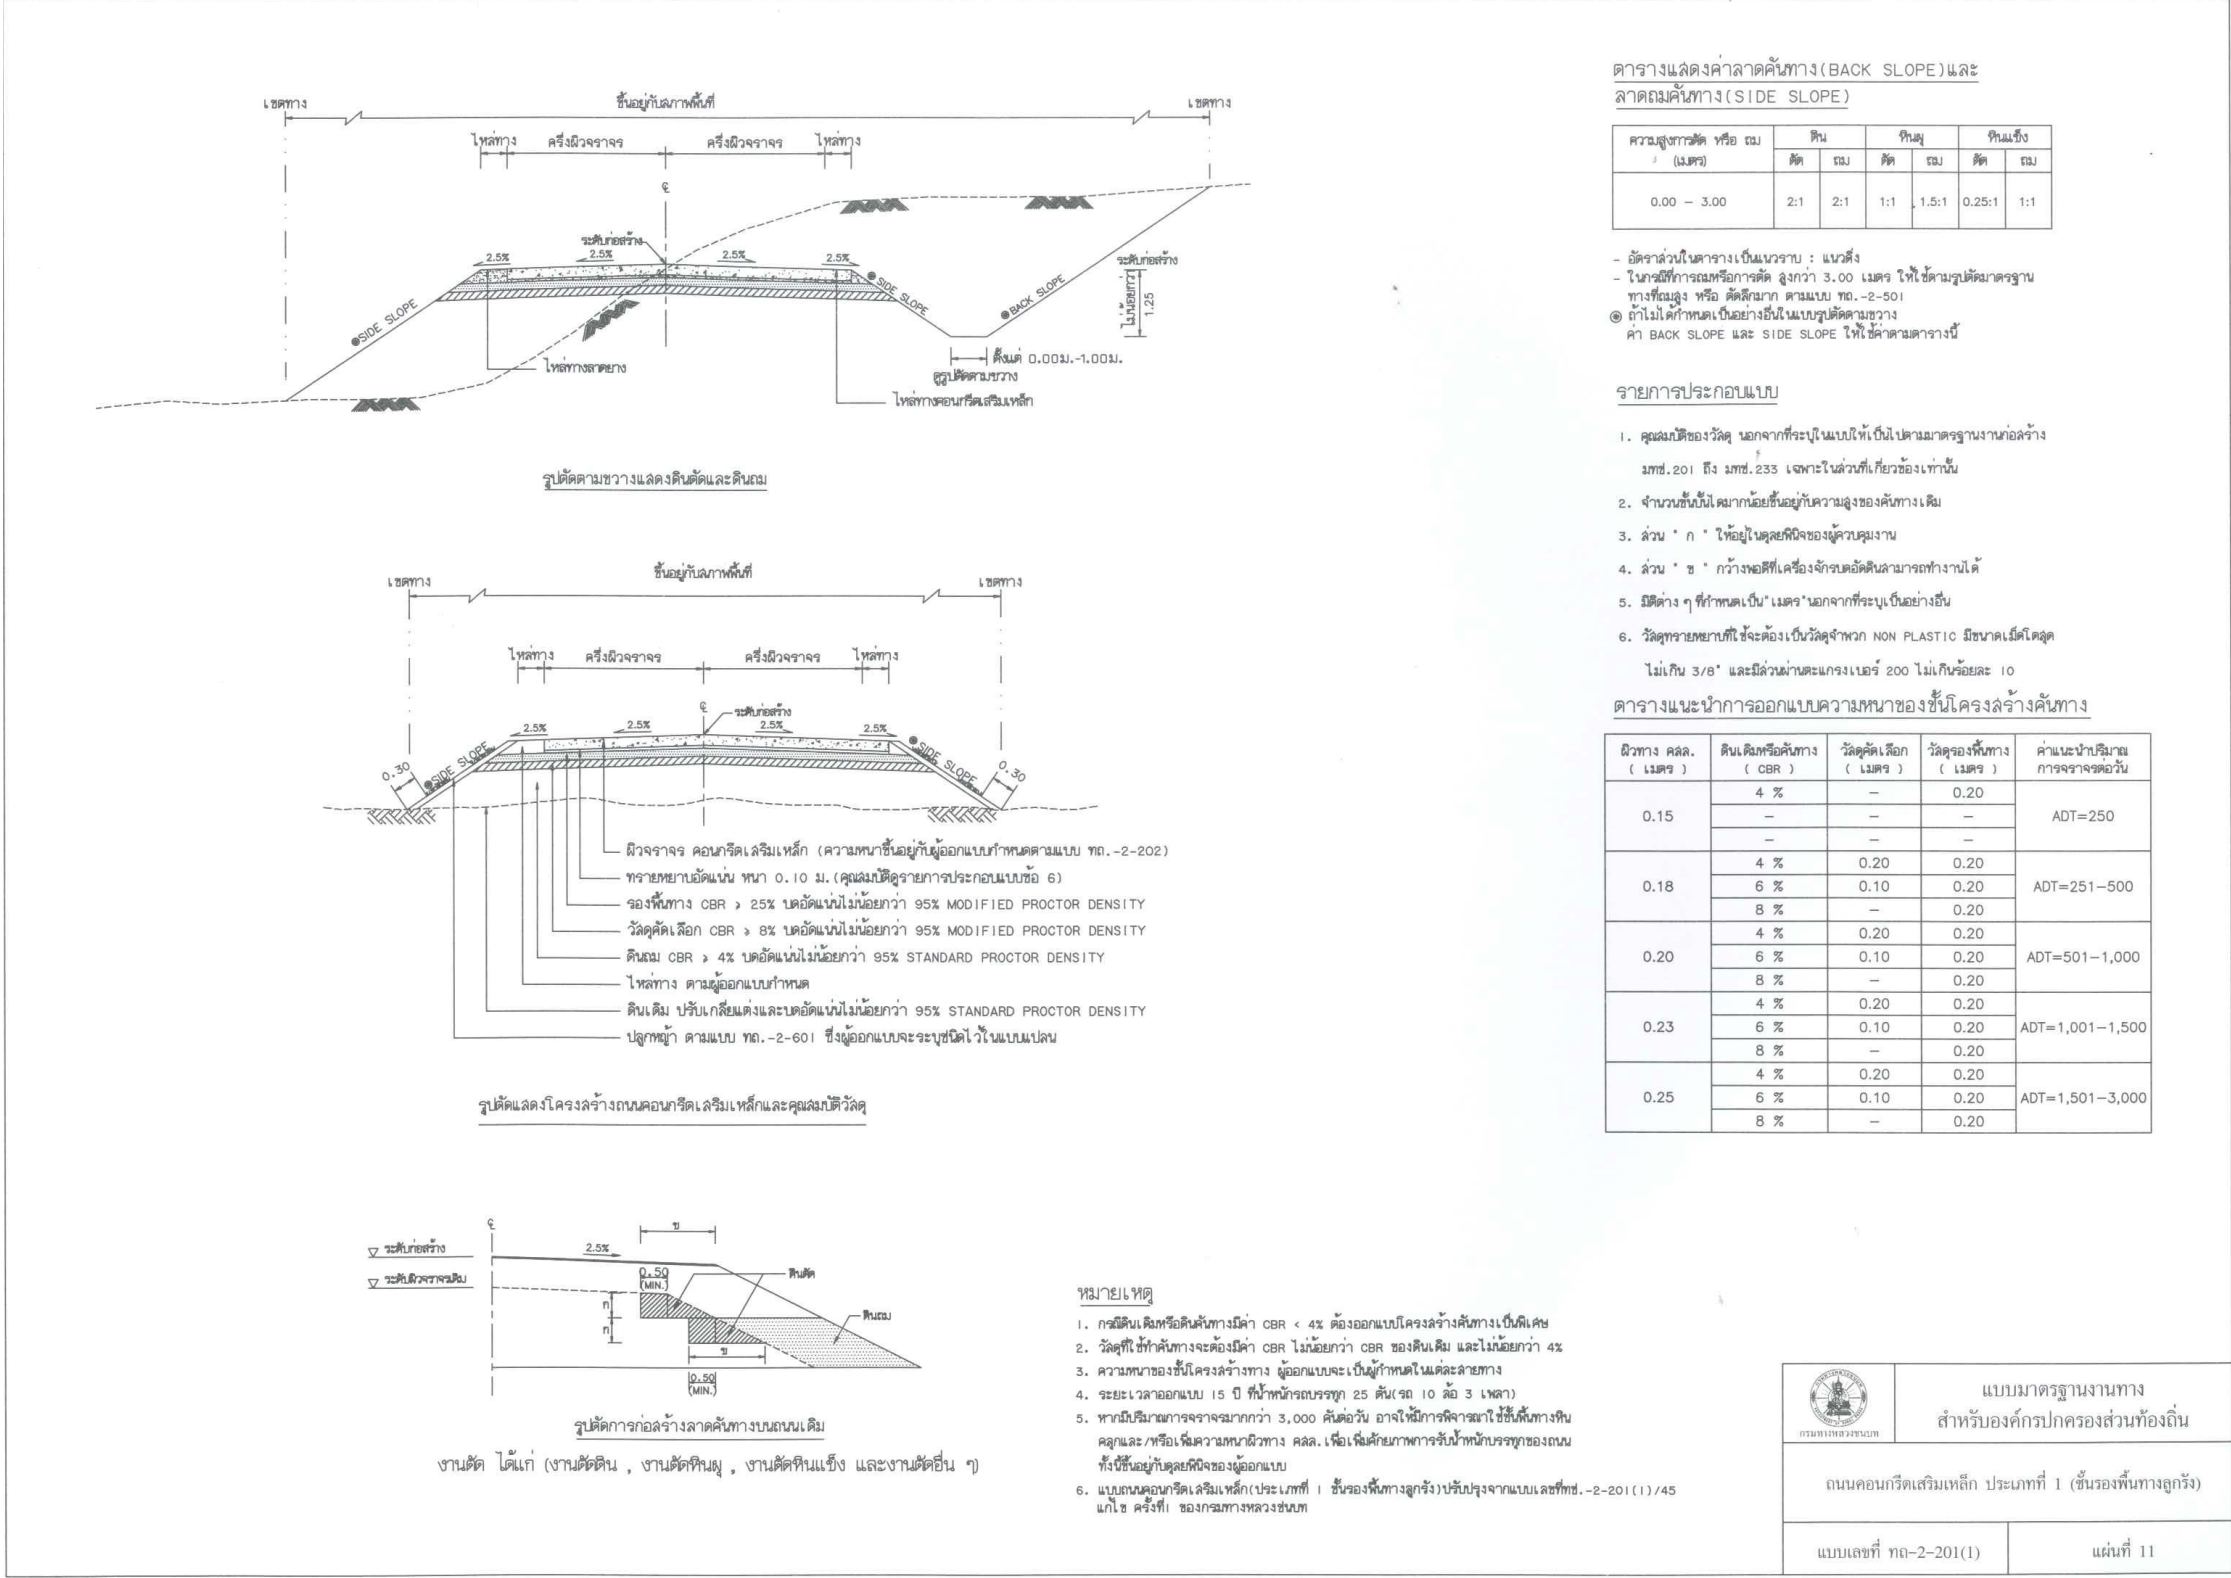 เขตทาง
ขึ้นอยู่กับสภาพพื้นที่
เขตทาง
ไหล่ทาง
ครึ่งผิวจราจร
ครึ่งผิวจราจร
ไหล่ทาง
℄
ระดับก่อสร้าง
2.5%
2.5%
2.5%
2.5%
SIDE SLOPE
SIDE SLOPE
BACK SLOPE
ระดับก่อสร้าง
ไม่น้อยกว่า
1.25
ตั้งแต่ 0.00ม.-1.00ม.
ดูรูปตัดตามขวาง
ไหล่ทางลาดยาง
ไหล่ทางคอนกรีตเสริมเหล็ก
รูปตัดตามขวางแสดงดินตัดและดินถม
เขตทาง
ขึ้นอยู่กับสภาพพื้นที่
เขตทาง
ไหล่ทาง
ครึ่งผิวจราจร
ครึ่งผิวจราจร
ไหล่ทาง
℄
ระดับก่อสร้าง
2.5%
2.5%
2.5%
2.5%
0.30
SIDE SLOPE
SIDE SLOPE
0.30
ผิวจราจร คอนกรีตเสริมเหล็ก (ความหนาขึ้นอยู่กับผู้ออกแบบกำหนดตามแบบ ทถ.-2-202)
ทรายหยาบอัดแน่น หนา 0.10 ม.(คุณสมบัติดูรายการประกอบแบบข้อ 6)
รองพื้นทาง CBR ≥ 25% บดอัดแน่นไม่น้อยกว่า 95% MODIFIED PROCTOR DENSITY
วัสดุคัดเลือก CBR ≥ 8% บดอัดแน่นไม่น้อยกว่า 95% MODIFIED PROCTOR DENSITY
ดินถม CBR ≥ 4% บดอัดแน่นไม่น้อยกว่า 95% STANDARD PROCTOR DENSITY
ไหล่ทาง ตามผู้ออกแบบกำหนด
ดินเดิม ปรับเกลี่ยแต่งและบดอัดแน่นไม่น้อยกว่า 95% STANDARD PROCTOR DENSITY
ปลูกหญ้า ตามแบบ ทถ.-2-601 ซึ่งผู้ออกแบบจะระบุชนิดไว้ในแบบแปลน
รูปตัดแสดงโครงสร้างถนนคอนกรีตเสริมเหล็กและคุณสมบัติวัสดุ
℄
ระดับก่อสร้าง
2.5%
ข
ระดับผิวจราจรเดิม
0.50
(MIN.)
ดินตัด
ก
ก
ดินถม
ข
0.50
(MIN.)
รูปตัดการก่อสร้างลาดคันทางบนถนนเดิม
งานตัด ได้แก่ (งานตัดดิน , งานตัดหินผุ , งานตัดหินแข็ง และงานตัดอื่น ๆ)
ตารางแสดงค่าลาดคันทาง(BACK SLOPE)และ
ลาดถมคันทาง(SIDE SLOPE)
ความสูงการตัด หรือ ถม ดิน หินผุ หินแข็ง
(เมตร) ตัด ถม ตัด ถม ตัด ถม
0.00 - 3.00 2:1 2:1 1:1 1.5:1 0.25:1 1:1
- อัตราส่วนในตารางเป็นแนวราบ : แนวดิ่ง
- ในกรณีที่การถมหรือการตัด สูงกว่า 3.00 เมตร ให้ใช้ตามรูปตัดมาตรฐาน
ทางที่ถมสูง หรือ ตัดลึกมาก ตามแบบ ทถ.-2-501
ถ้าไม่ได้กำหนดเป็นอย่างอื่นในแบบรูปตัดตามขวาง
ค่า BACK SLOPE และ SIDE SLOPE ให้ใช้ค่าตามตารางนี้
รายการประกอบแบบ
1. คุณสมบัติของวัสดุ นอกจากที่ระบุในแบบให้เป็นไปตามมาตรฐานงานก่อสร้าง
มทช.201 ถึง มทช.233 เฉพาะในส่วนที่เกี่ยวข้องเท่านั้น
2. จำนวนขั้นบันไดมากน้อยขึ้นอยู่กับความสูงของคันทางเดิม
3. ส่วน " ก " ให้อยู่ในดุลยพินิจของผู้ควบคุมงาน
4. ส่วน " ข " กว้างพอดีที่เครื่องจักรบดอัดดินสามารถทำงานได้
5. มิติต่าง ๆ ที่กำหนดเป็น"เมตร"นอกจากที่ระบุเป็นอย่างอื่น
6. วัสดุทรายหยาบที่ใช้จะต้องเป็นวัสดุจำพวก NON PLASTIC มีขนาดเม็ดโตสุด
ไม่เกิน 3/8" และมีส่วนผ่านตะแกรงเบอร์ 200 ไม่เกินร้อยละ 10
ตารางแนะนำการออกแบบความหนาของชั้นโครงสร้างคันทาง
ผิวทาง คสล. ดินเดิมหรือคันทาง วัสดุคัดเลือก วัสดุรองพื้นทาง ค่าแนะนำปริมาณ
( เมตร ) ( CBR ) ( เมตร ) ( เมตร ) การจราจรต่อวัน
4 % - 0.20
0.15 - - - ADT=250
- - -
4 % 0.20 0.20
0.18 6 % 0.10 0.20 ADT=251-500
8 % - 0.20
4 % 0.20 0.20
0.20 6 % 0.10 0.20 ADT=501-1,000
8 % - 0.20
4 % 0.20 0.20
0.23 6 % 0.10 0.20 ADT=1,001-1,500
8 % - 0.20
4 % 0.20 0.20
0.25 6 % 0.10 0.20 ADT=1,501-3,000
8 % - 0.20
หมายเหตุ
1. กรณีดินเดิมหรือดินคันทางมีค่า CBR < 4% ต้องออกแบบโครงสร้างคันทางเป็นพิเศษ
2. วัสดุที่ใช้ทำคันทางจะต้องมีค่า CBR ไม่น้อยกว่า CBR ของดินเดิม และไม่น้อยกว่า 4%
3. ความหนาของชั้นโครงสร้างทาง ผู้ออกแบบจะเป็นผู้กำหนดในแต่ละสายทาง
4. ระยะเวลาออกแบบ 15 ปี ที่น้ำหนักรถบรรทุก 25 ตัน(รถ 10 ล้อ 3 เพลา)
5. หากมีปริมาณการจราจรมากกว่า 3,000 คันต่อวัน อาจให้มีการพิจารณาใช้ชั้นพื้นทางหิน
คลุกและ/หรือเพิ่มความหนาผิวทาง คสล.เพื่อเพิ่มศักยภาพการรับน้ำหนักบรรทุกของถนน
ทั้งนี้ขึ้นอยู่กับดุลยพินิจของผู้ออกแบบ
6. แบบถนนคอนกรีตเสริมเหล็ก(ประเภทที่ 1 ชั้นรองพื้นทางลูกรัง)ปรับปรุงจากแบบเลขที่ทช.-2-201(1)/45
แก้ไข ครั้งที่1 ของกรมทางหลวงชนบท
กรมทางหลวงชนบท
แบบมาตรฐานงานทาง
สำหรับองค์กรปกครองส่วนท้องถิ่น
ถนนคอนกรีตเสริมเหล็ก ประเภทที่ 1 (ชั้นรองพื้นทางลูกรัง)
แบบเลขที่ ทถ-2-201(1)
แผ่นที่ 11